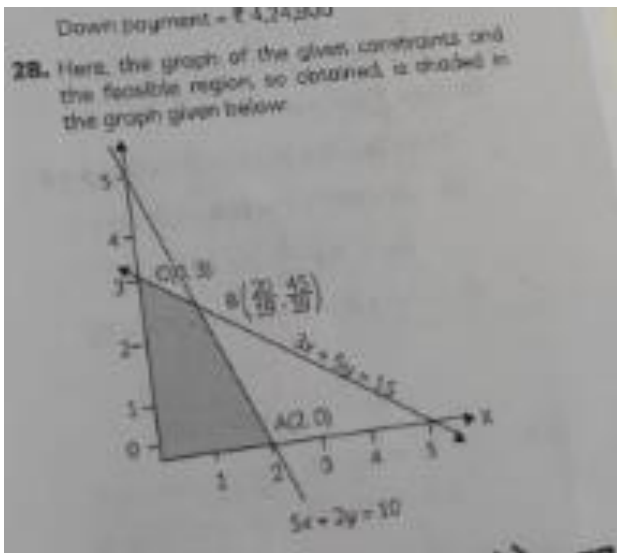 Down payment = ₹ 4,24,800
28. Here, the graph of the given constraints and
the feasible region, so obtained, is shaded in
the graph given below:
5
4
C(0, 3)
3
B(20/19, 45/19)
2
3x + 5y = 15
1
A(2, 0)
X
0
1
2
3
4
5
5x + 2y = 10